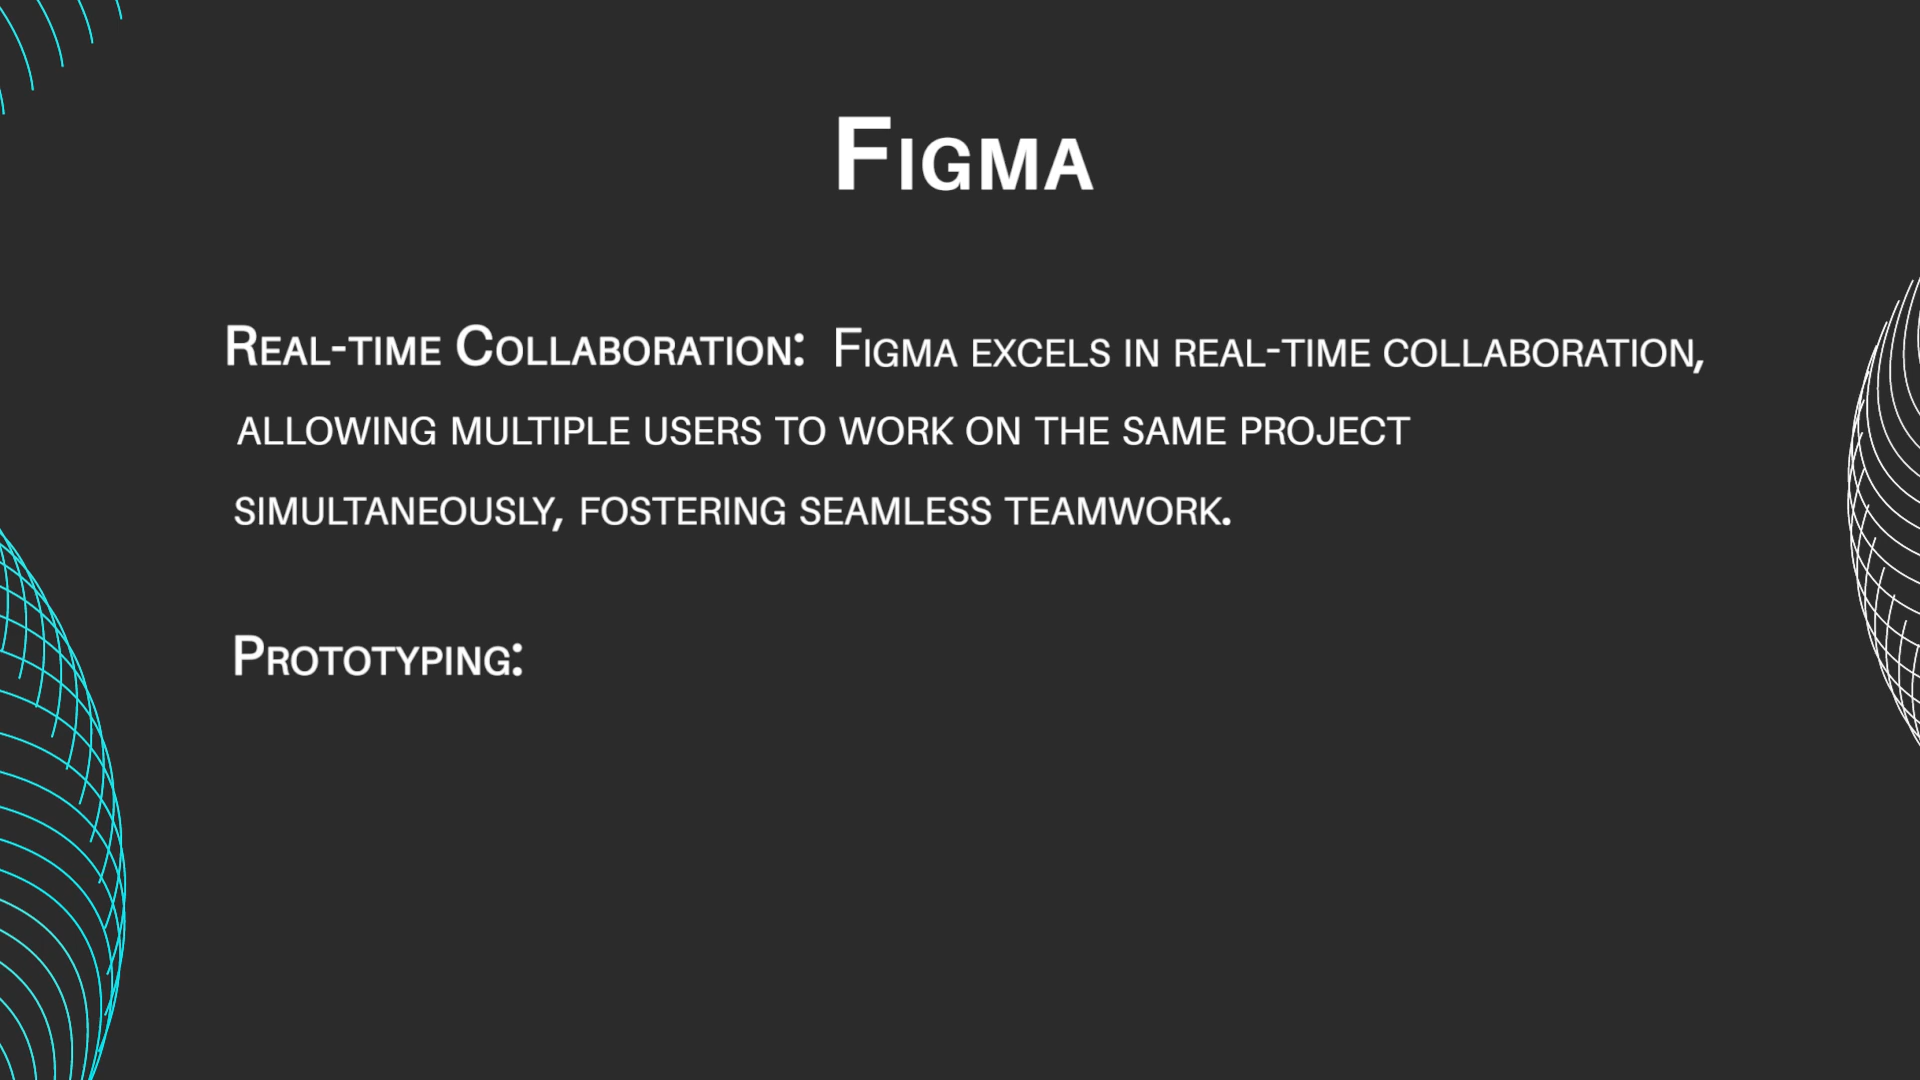 Figma
Real-time Collaboration: Figma excels in real-time collaboration,
allowing multiple users to work on the same project
simultaneously, fostering seamless teamwork.
Prototyping: